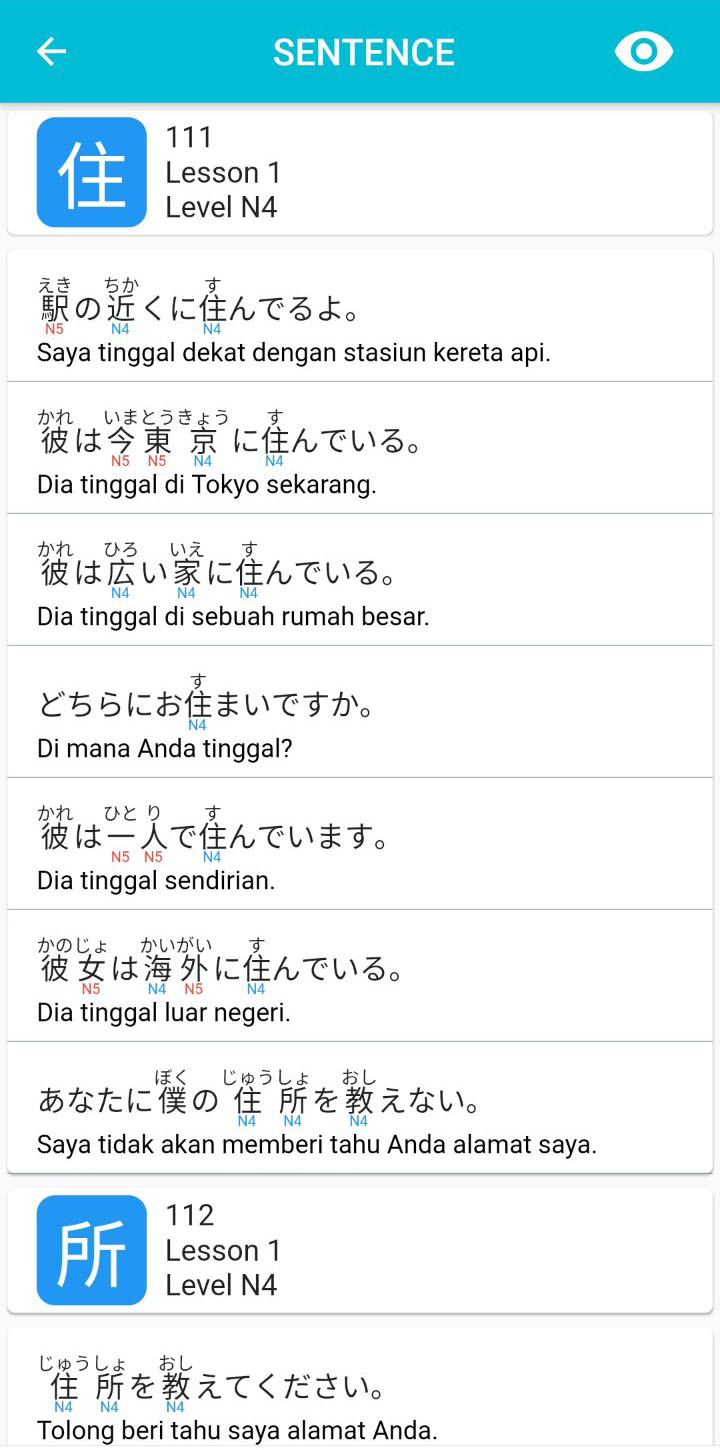 SENTENCE
住
111
Lesson 1
Level N4
えき ちか す
駅の近くに住んでるよ。
N5 N4 N4
Saya tinggal dekat dengan stasiun kereta api.
かれ いまとうきょう す
彼は今東京に住んでいる。
N5 N5 N4 N4
Dia tinggal di Tokyo sekarang.
かれ ひろ いえ す
彼は広い家に住んでいる。
N4 N4 N4
Dia tinggal di sebuah rumah besar.
す
どちらにお住まいですか。
N4
Di mana Anda tinggal?
かれ ひと り す
彼は一人で住んでいます。
N5 N5 N4
Dia tinggal sendirian.
かのじょ かいがい す
彼女は海外に住んでいる。
N5 N4 N5 N4
Dia tinggal luar negeri.
ぼく じゅうしょ おし
あなたに僕の住所を教えない。
N4 N4 N4
Saya tidak akan memberi tahu Anda alamat saya.
所
112
Lesson 1
Level N4
じゅうしょ おし
住所を教えてください。
N4 N4 N4
Tolong beri tahu saya alamat Anda.